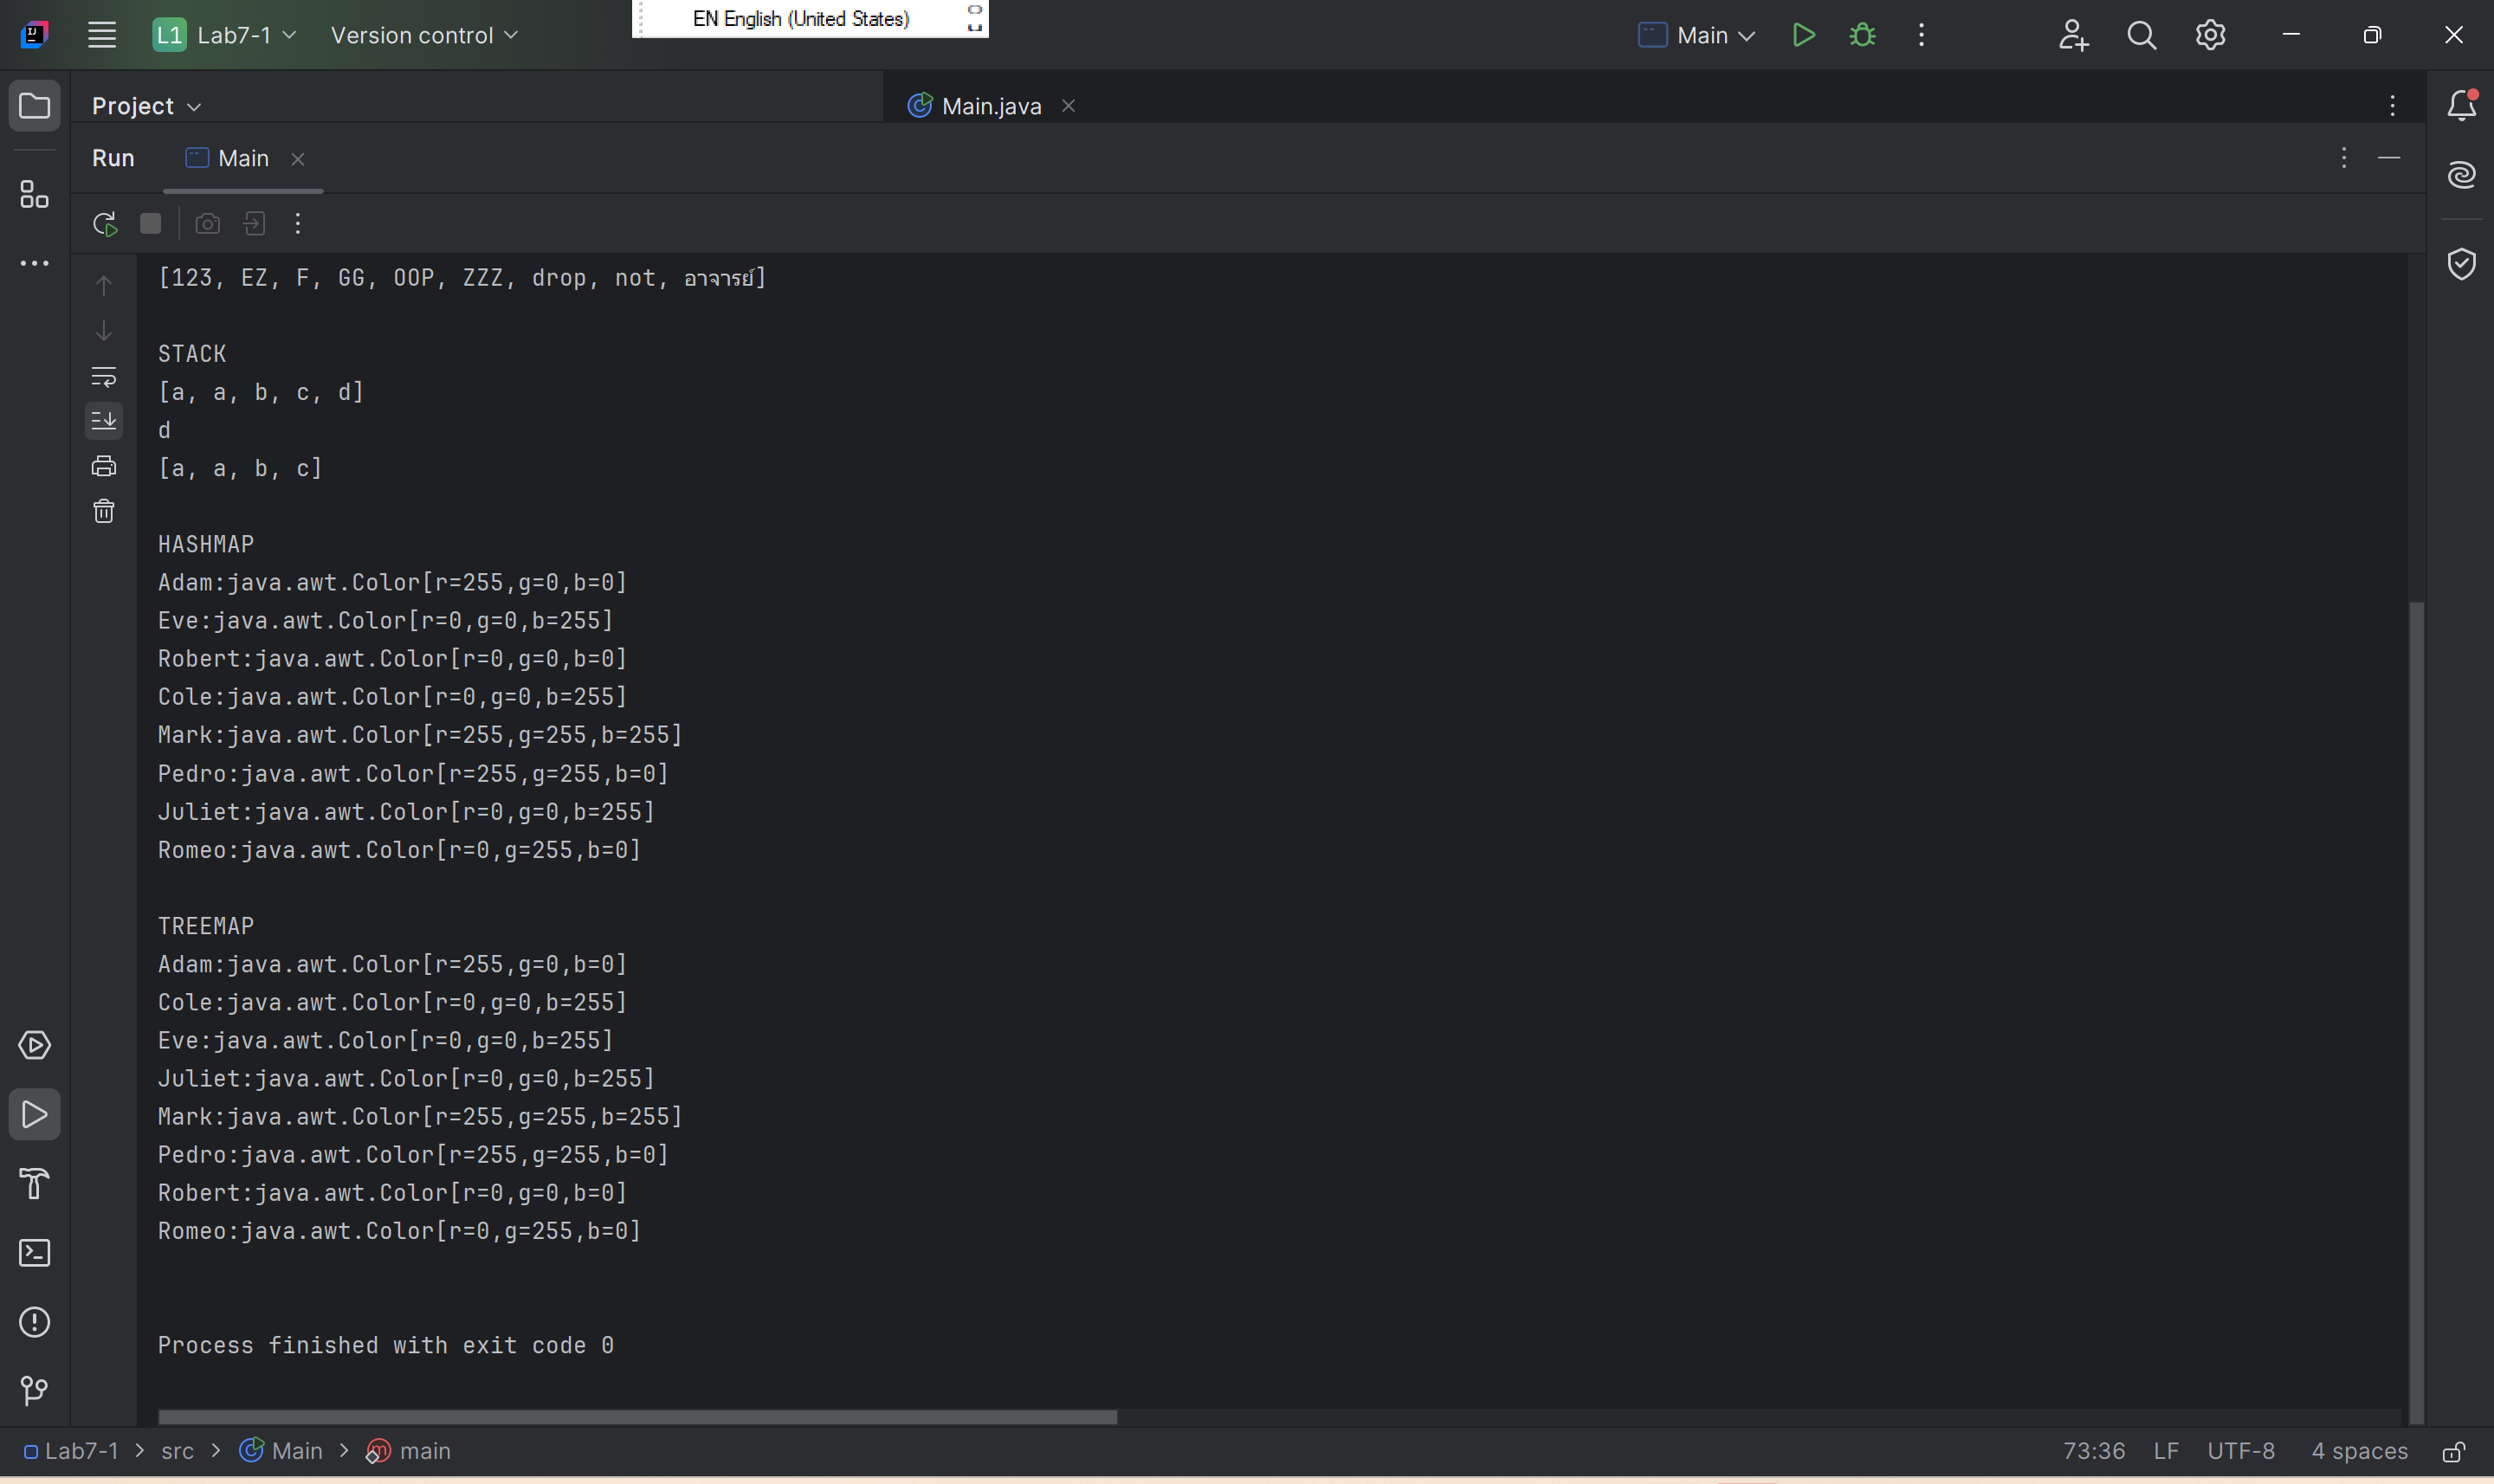 L1 Lab7-1 Version control EN English (United States) Main
Project Main.java
Run Main
[123, EZ, F, GG, OOP, ZZZ, drop, not, อาจารย์]
STACK
[a, a, b, c, d]
d
[a, a, b, c]
HASHMAP
Adam:java.awt.Color[r=255,g=0,b=0]
Eve:java.awt.Color[r=0,g=0,b=255]
Robert:java.awt.Color[r=0,g=0,b=0]
Cole:java.awt.Color[r=0,g=0,b=255]
Mark:java.awt.Color[r=255,g=255,b=255]
Pedro:java.awt.Color[r=255,g=255,b=0]
Juliet:java.awt.Color[r=0,g=0,b=255]
Romeo:java.awt.Color[r=0,g=255,b=0]
TREEMAP
Adam:java.awt.Color[r=255,g=0,b=0]
Cole:java.awt.Color[r=0,g=0,b=255]
Eve:java.awt.Color[r=0,g=0,b=255]
Juliet:java.awt.Color[r=0,g=0,b=255]
Mark:java.awt.Color[r=255,g=255,b=255]
Pedro:java.awt.Color[r=255,g=255,b=0]
Robert:java.awt.Color[r=0,g=0,b=0]
Romeo:java.awt.Color[r=0,g=255,b=0]
Process finished with exit code 0
Lab7-1 > src > Main > main 73:36 LF UTF-8 4 spaces